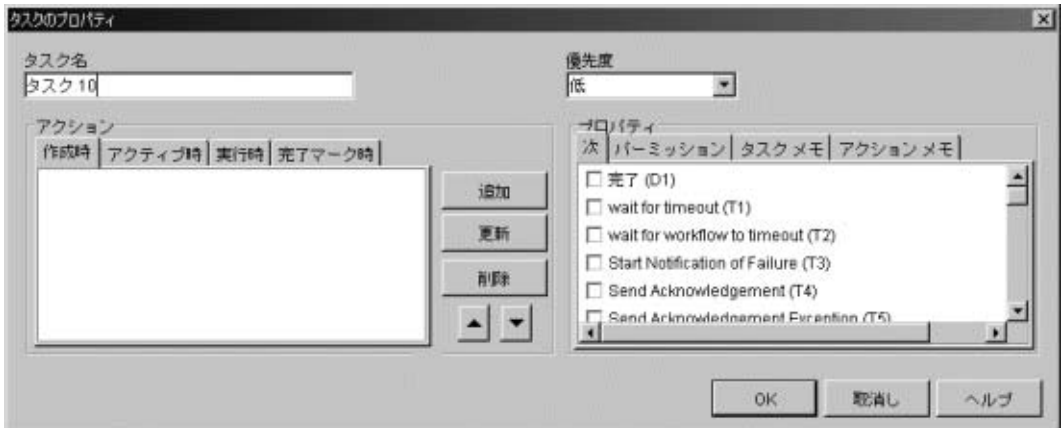 タスクのプロパティ
タスク名
タスク 10
優先度
低
アクション
作成時 アクティブ時 実行時 完了マーク時
追加
更新
削除
プロパティ
次 パーミッション タスク メモ アクション メモ
完了 (D1)
wait for timeout (T1)
wait for workflow to timeout (T2)
Start Notification of Failure (T3)
Send Acknowledgement (T4)
Send Acknowledgement Exception (T5)
OK 取消し ヘルプ